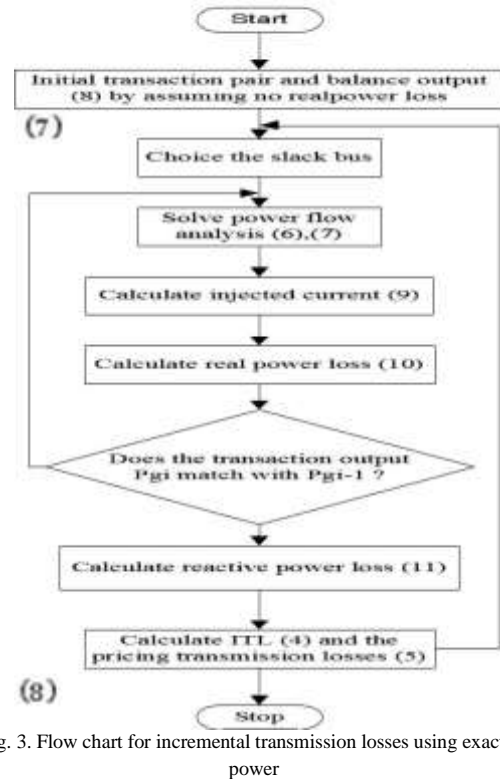 Start
Initial transaction pair and balance output
(8) by assuming no realpower loss
(7)
Choice the slack bus
Solve power flow
analysis (6),(7)
Calculate injected current (9)
Calculate real power loss (10)
Does the transaction output
Pgi match with Pgi-1 ?
Calculate reactive power loss (11)
Calculate ITL (4) and the
pricing transmission losses (5)
(8)
Stop
g. 3. Flow chart for incremental transmission losses using exact
power